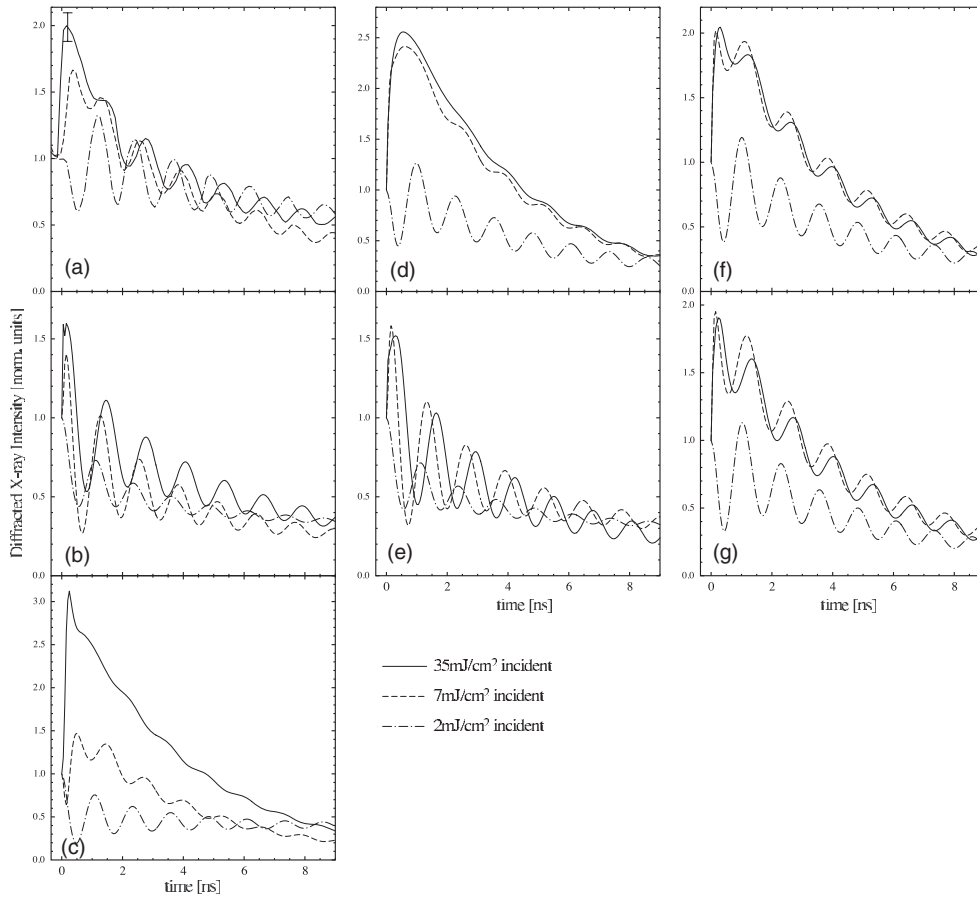 2.0
1.5
1.0
0.5
0.0
(a)
1.5
1.0
0.5
0.0
(b)
3.0
2.5
2.0
1.5
1.0
0.5
0.0
(c)
0 2 4 6 8
time [ns]
Diffracted X-ray Intensity [norm. units]
2.5
2.0
1.5
1.0
0.5
0.0
(d)
1.5
1.0
0.5
0.0
(e)
0 2 4 6 8
time [ns]
2.0
1.5
1.0
0.5
0.0
(f)
2.0
1.5
1.0
0.5
0.0
(g)
0 2 4 6 8
time [ns]
35mJ/cm² incident
7mJ/cm² incident
2mJ/cm² incident